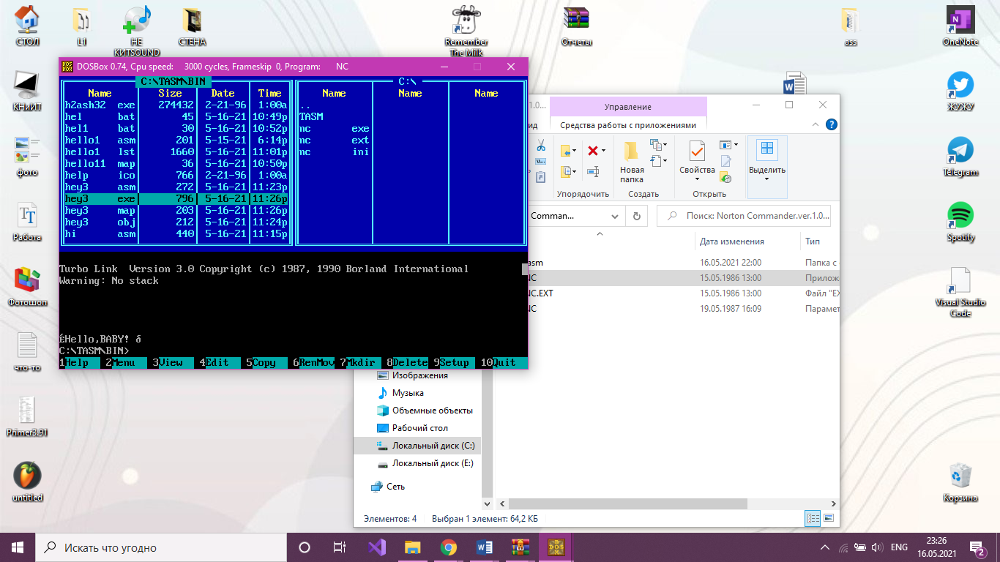 СТОЛ
L1
НЕ
КИТSOUND
СТЕНА
Remember
The Milk
Отчеты
ass
OneNote
КНиИТ
фото
Работа
Фотошоп
что-то
Primer3.91
untitled
ЖУЖУ
Telegram
Spotify
Visual Studio
Code
Корзина
DOSBox 0.74, Cpu speed: 3000 cycles, Frameskip 0, Program: NC
C:\TASM\BIN
C:\
Name Size Date Time Name Name Name
h2ash32 exe 274432 2-21-96 1:00a ..
hel bat 45 5-16-21 10:49p TASM
hel1 bat 30 5-16-21 10:52p nc exe
hello1 asm 201 5-15-21 6:14p nc ext
hello1 lst 1660 5-16-21 11:01p nc ini
hello11 map 36 5-16-21 10:50p
help ico 766 2-21-96 1:00a
hey3 asm 272 5-16-21 11:23p
hey3 exe 796 5-16-21 11:26p
hey3 map 203 5-16-21 11:26p
hey3 obj 212 5-16-21 11:24p
hi asm 440 5-16-21 11:15p
Turbo Link Version 3.0 Copyright (c) 1987, 1990 Borland International
Warning: No stack
ÉHello,BABY! δ
C:\TASM\BIN>
1Help 2Menu 3View 4Edit 5Copy 6RenMov 7Mkdir 8Delete 9Setup 10Quit
1.0... Управление
ид Средства работы с приложениями
Новая
папка
Свойства
Выделить
Упорядочить Создать Открыть
Comman...
Поиск: Norton Commander.ver.1.0...
Дата изменения Тип
asm 16.05.2021 22:00 Папка с
NC 15.05.1986 13:00 Прилож
NC.EXT 15.05.1986 13:00 Файл "EX
NC 19.05.1987 16:09 Парамет
Изображения
Музыка
Объемные объекты
Рабочий стол
Локальный диск (C:)
Локальный диск (E:)
Сеть
Элементов: 4 Выбран 1 элемент: 64,2 КБ
Искать что угодно
ENG
23:26
16.05.2021
2